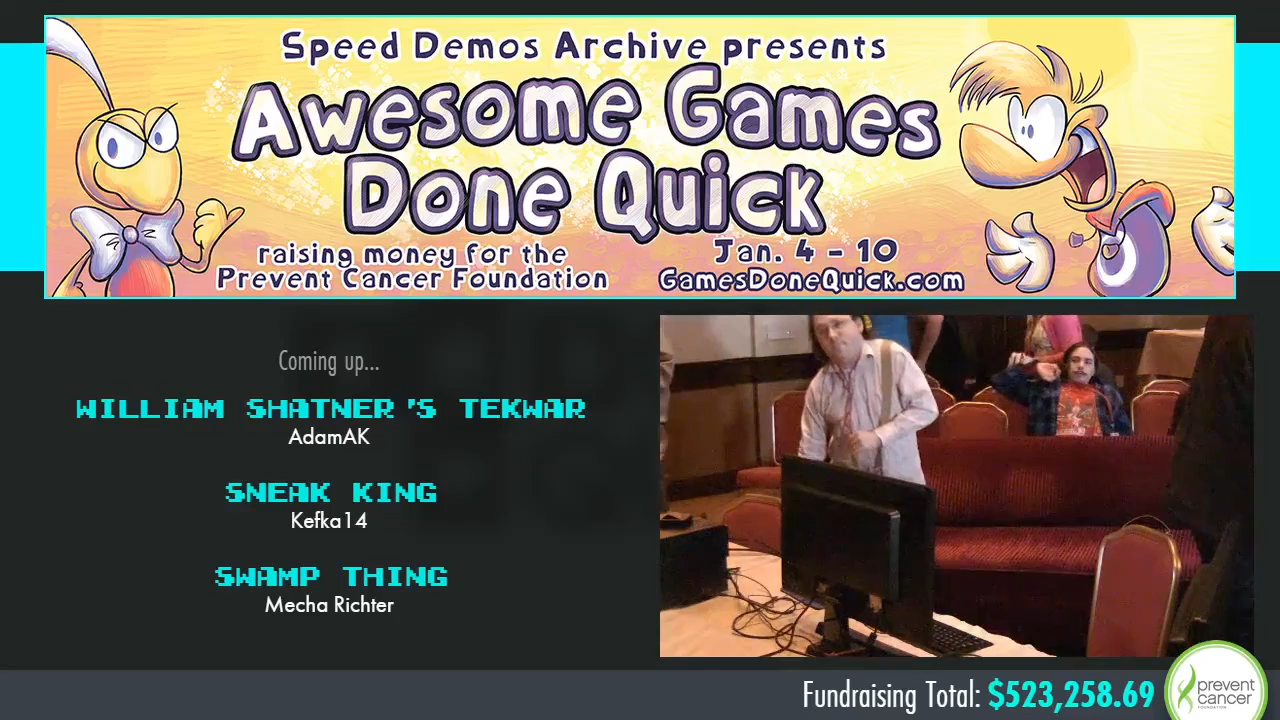 Speed Demos Archive presents
Awesome Games
Done Quick
raising money for the
Prevent Cancer Foundation
Jan. 4 - 10
GamesDoneQuick.com
Coming up...
WILLIAM SHATNER'S TEKWAR
AdamAK
SNEAK KING
Kefka14
SWAMP THING
Mecha Richter
Fundraising Total: $523,258.69
prevent
cancer
FOUNDATION